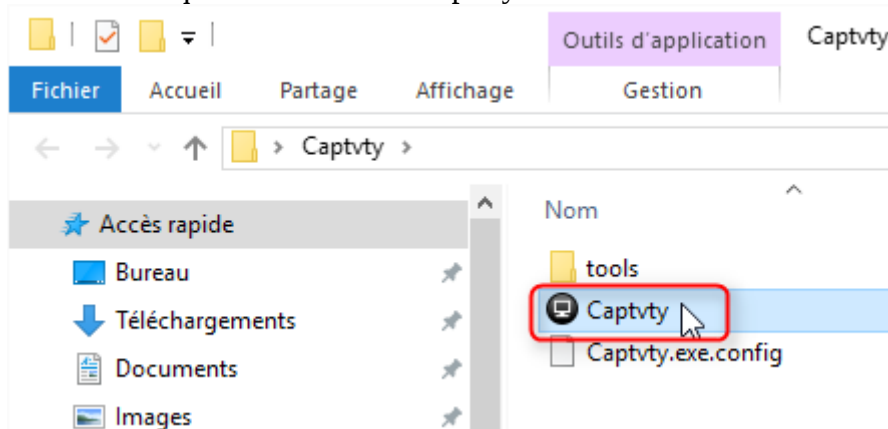 Outils d'application Captvty
Fichier Accueil Partage Affichage Gestion
Captvty
Accès rapide
Bureau
Téléchargements
Documents
Images
Nom
tools
Captvty
Captvty.exe.config